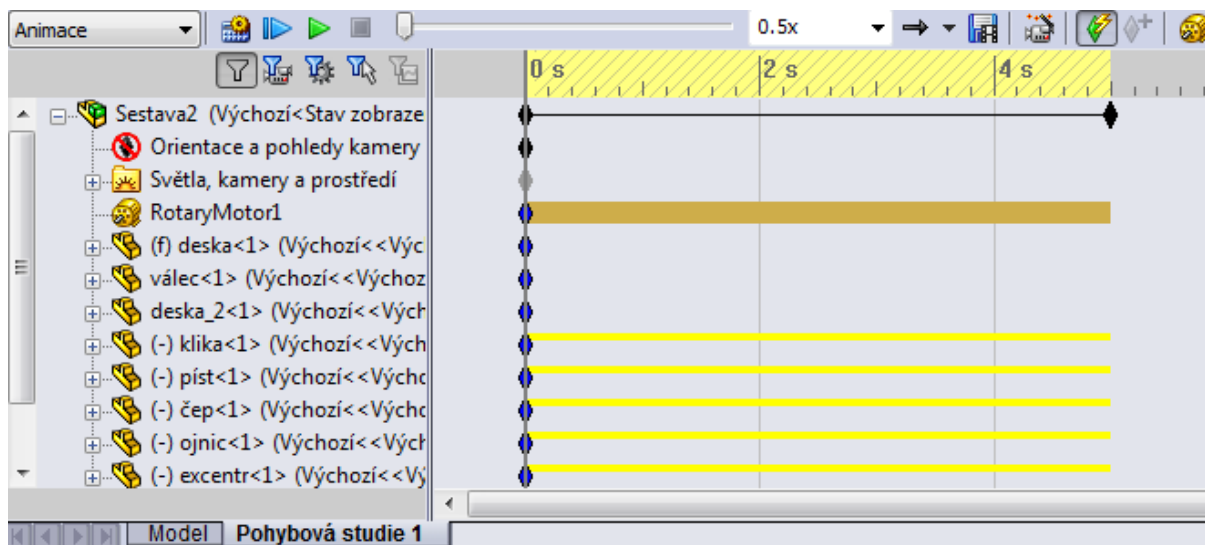 Animace 0.5x
0 s 2 s 4 s
Sestava2 (Výchozí<Stav zobraze
Orientace a pohledy kamery
Světla, kamery a prostředí
RotaryMotor1
(f) deska<1> (Výchozí<<Výc
válec<1> (Výchozí<<Výchoz
deska_2<1> (Výchozí<<Vých
(-) klika<1> (Výchozí<<Vých
(-) píst<1> (Výchozí<<Výcho
(-) čep<1> (Výchozí<<Výcho
(-) ojnic<1> (Výchozí<<Vých
(-) excentr<1> (Výchozí<<Vý
Model Pohybová studie 1